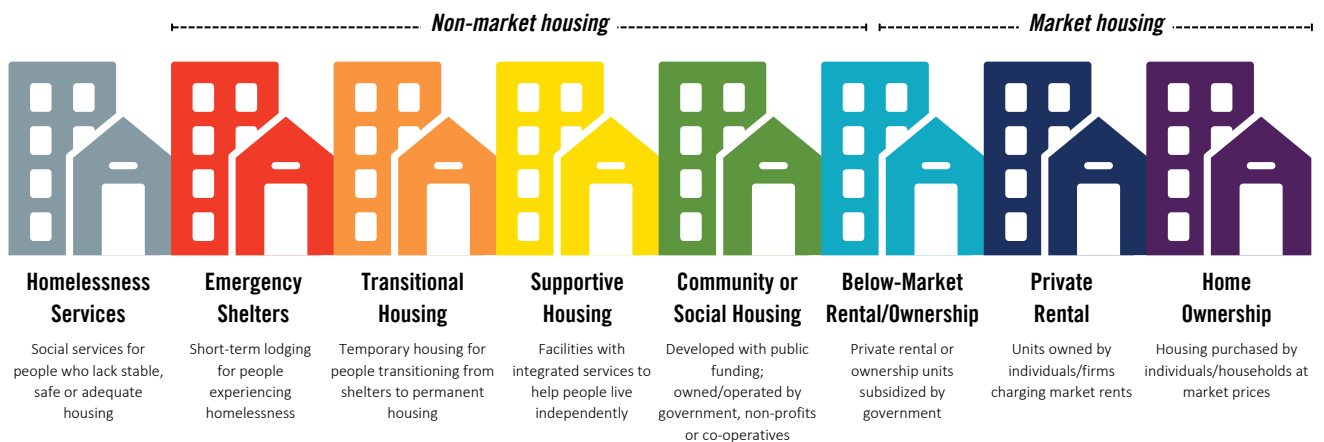 Non-market housing
Market housing
Homelessness
Services
Social services for
people who lack stable,
safe or adequate
housing
Emergency
Shelters
Short-term lodging
for people
experiencing
homelessness
Transitional
Housing
Temporary housing for
people transitioning from
shelters to permanent
housing
Supportive
Housing
Facilities with
integrated services to
help people live
independently
Community or
Social Housing
Developed with public
funding;
owned/operated by
government, non-profits
or co-operatives
Below-Market
Rental/Ownership
Private rental or
ownership units
subsidized by
government
Private
Rental
Units owned by
individuals/firms
charging market rents
Home
Ownership
Housing purchased by
individuals/households at
market prices